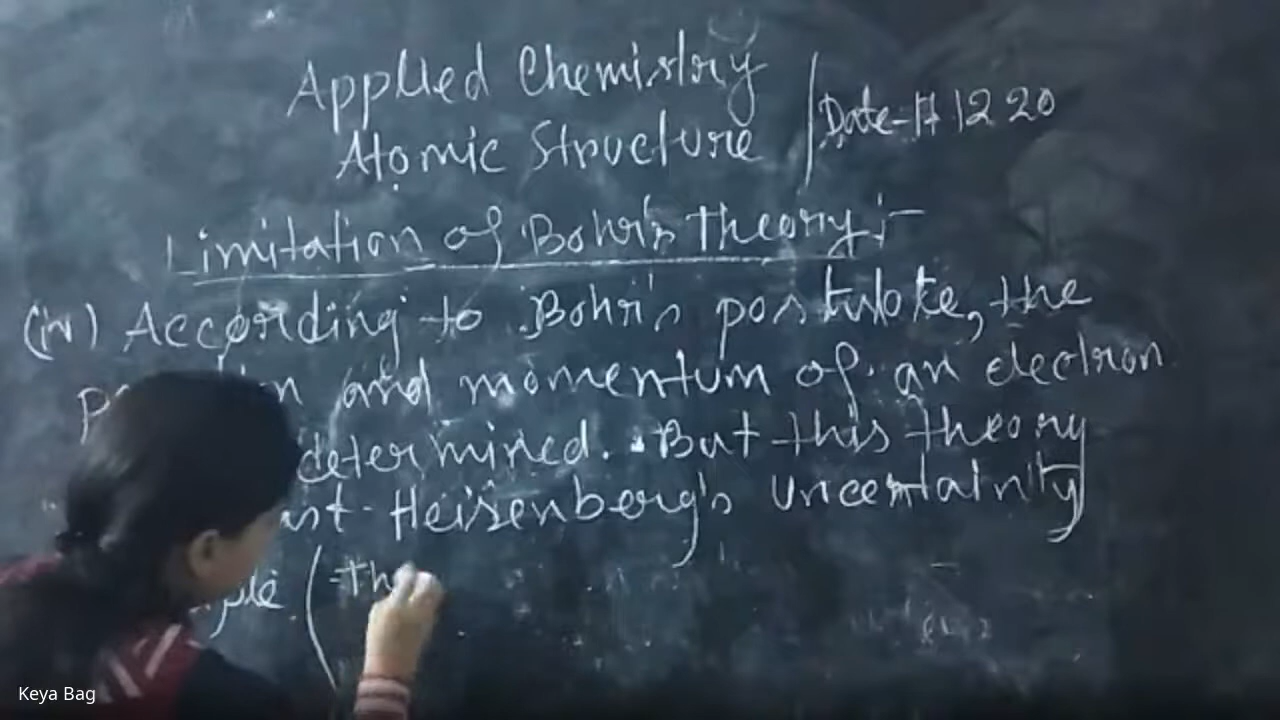 Applied Chemistry
Atomic Structure
Date- 12 20
Limitation of Bohr's Theory :-
(iv) According to Bohr's postulate, the
and momentum of an electron
determined. But this theory
Heisenberg's Uncertainty
(Th
Keya Bag